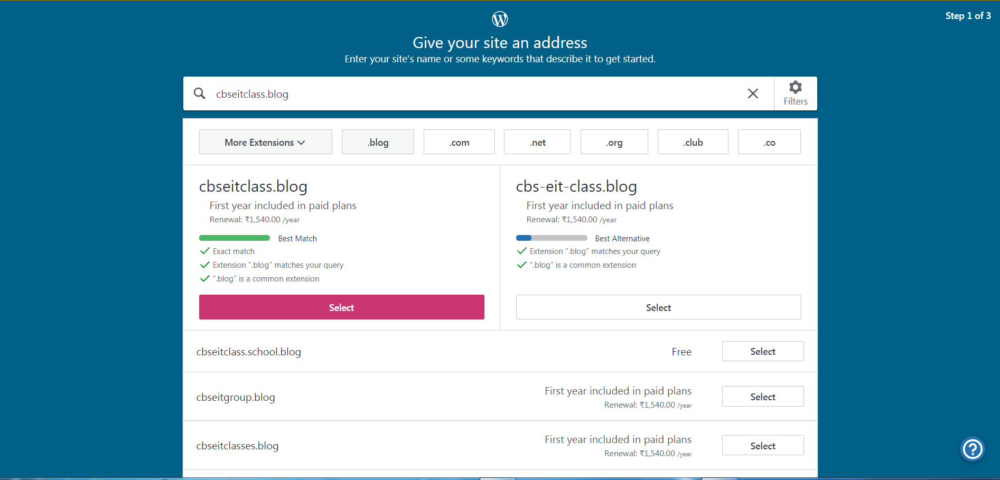 Step 1 of 3
Give your site an address
Enter your site's name or some keywords that describe it to get started.
cbseitclass.blog
Filters
More Extensions
.blog
.com
.net
.org
.club
.co
cbseitclass.blog
First year included in paid plans
Renewal: ₹1,540.00 /year
Best Match
Exact match
Extension ".blog" matches your query
".blog" is a common extension
Select
cbs-eit-class.blog
First year included in paid plans
Renewal: ₹1,540.00 /year
Best Alternative
Extension ".blog" matches your query
".blog" is a common extension
Select
cbseitclass.school.blog
Free
Select
cbseitgroup.blog
First year included in paid plans
Renewal: ₹1,540.00 /year
Select
cbseitclasses.blog
First year included in paid plans
Renewal: ₹1,540.00 /year
Select